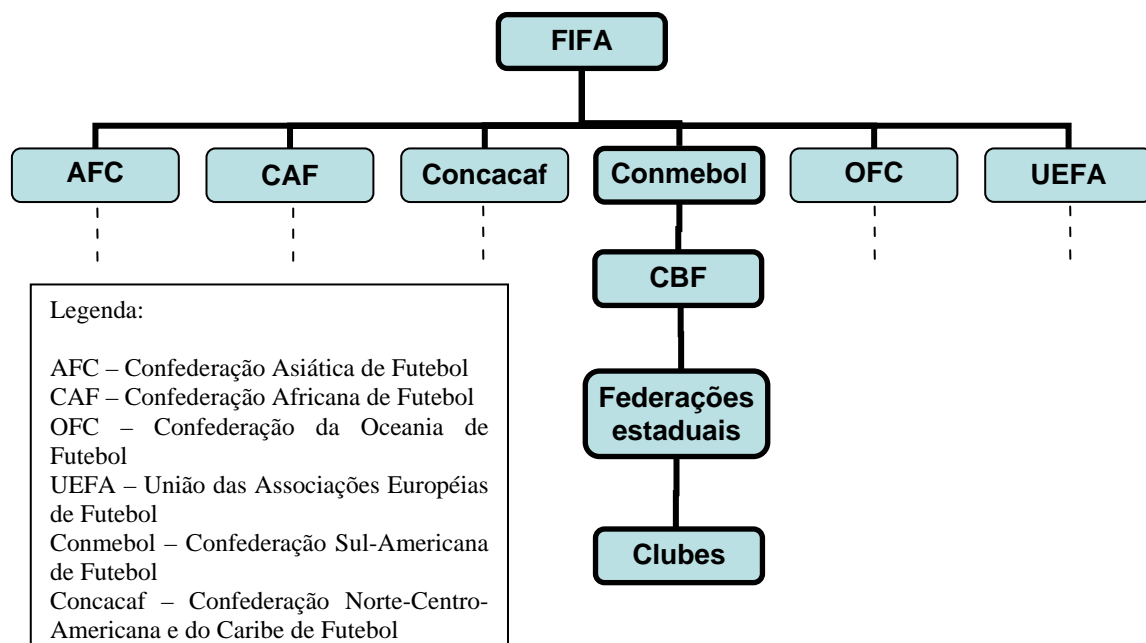 FIFA
AFC
CAF
Concacaf
Conmebol
OFC
UEFA
CBF
Federações
estaduais
Clubes
Legenda:
AFC – Confederação Asiática de Futebol
CAF – Confederação Africana de Futebol
OFC – Confederação da Oceania de
Futebol
UEFA – União das Associações Européias
de Futebol
Conmebol – Confederação Sul-Americana
de Futebol
Concacaf – Confederação Norte-Centro-
Americana e do Caribe de Futebol